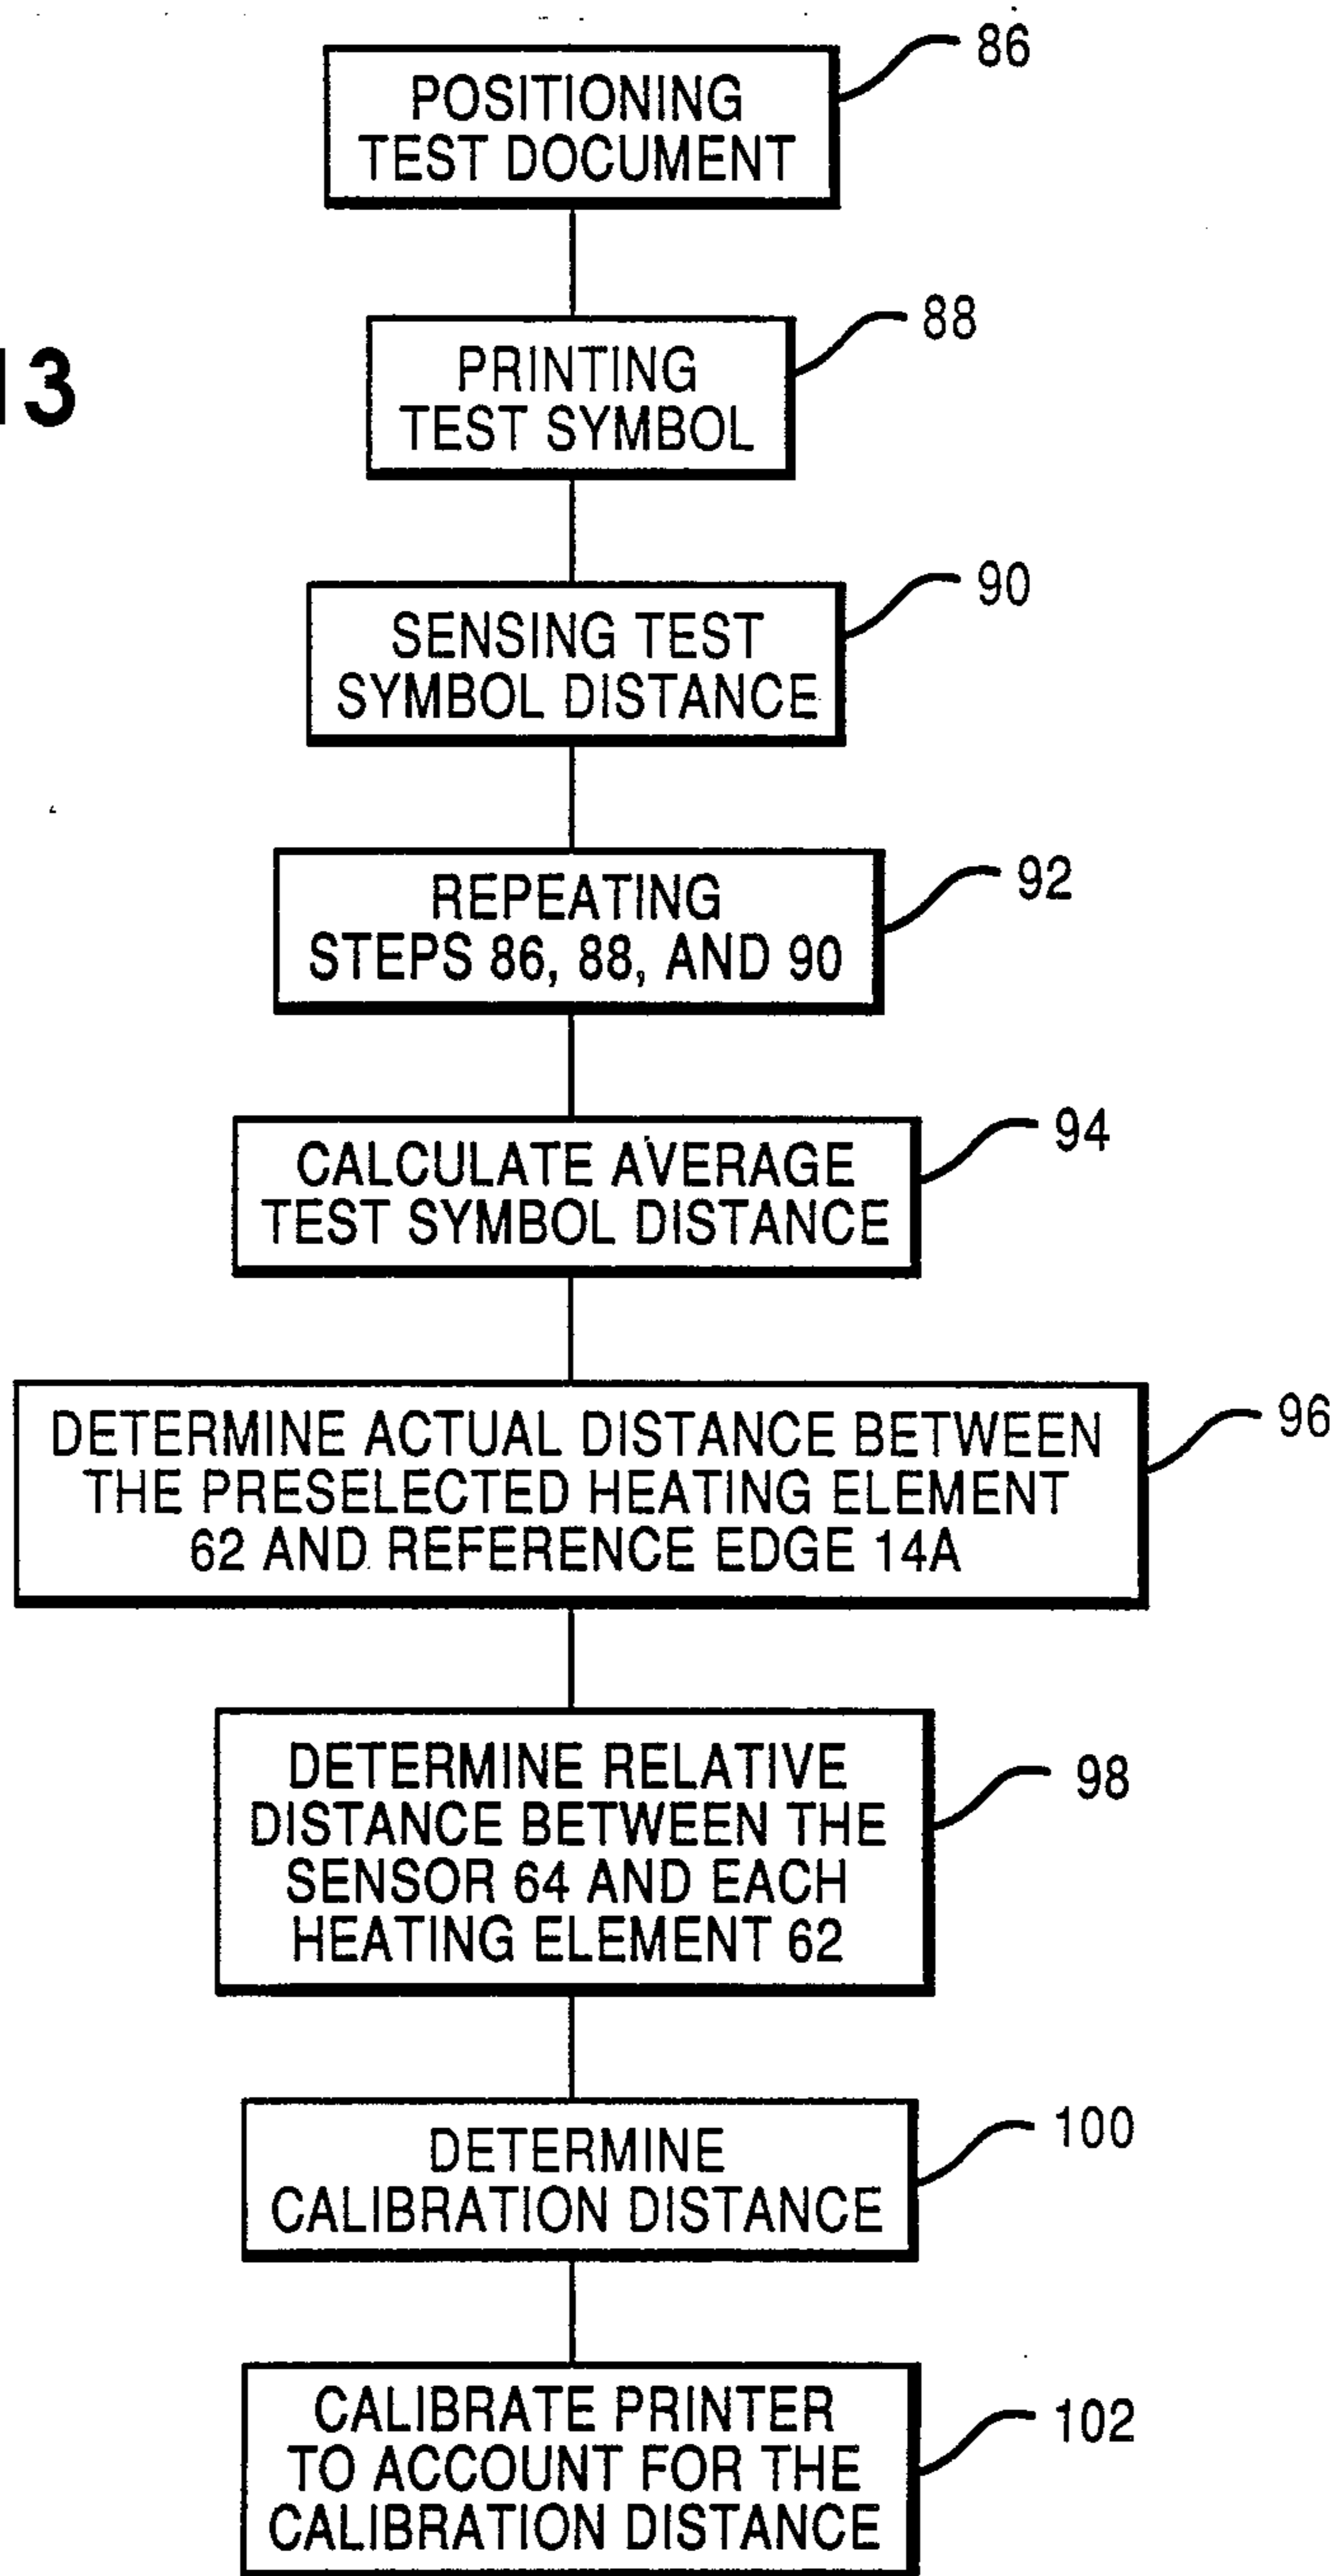 86
POSITIONING
TEST DOCUMENT
88
13
PRINTING
TEST SYMBOL
90
SENSING TEST
SYMBOL DISTANCE
92
REPEATING
STEPS 86, 88, AND 90
94
CALCULATE AVERAGE
TEST SYMBOL DISTANCE
96
DETERMINE ACTUAL DISTANCE BETWEEN
THE PRESELECTED HEATING ELEMENT
62 AND REFERENCE EDGE 14A
98
DETERMINE RELATIVE
DISTANCE BETWEEN THE
SENSOR 64 AND EACH
HEATING ELEMENT 62
100
DETERMINE
CALIBRATION DISTANCE
102
CALIBRATE PRINTER
TO ACCOUNT FOR THE
CALIBRATION DISTANCE